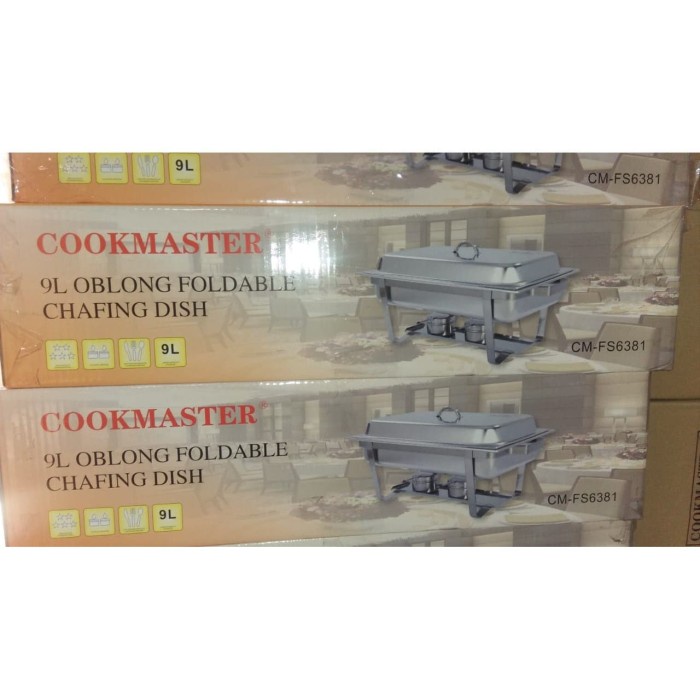 9L
CM-FS6381
COOKMASTER
9L OBLONG FOLDABLE
CHAFING DISH
9L
CM-FS6381
COOKMASTER®
9L OBLONG FOLDABLE
CHAFING DISH
9L
CM-FS6381